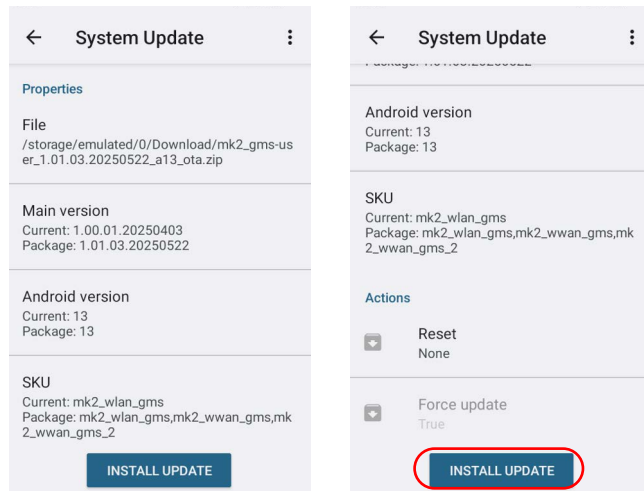 System Update
Properties
File
/storage/emulated/0/Download/mk2_gms-us
er_1.01.03.20250522_a13_ota.zip
Main version
Current: 1.00.01.20250403
Package: 1.01.03.20250522
Android version
Current: 13
Package: 13
SKU
Current: mk2_wlan_gms
Package: mk2_wlan_gms,mk2_wwan_gms,mk
2_wwan_gms_2
INSTALL UPDATE
System Update
Android version
Current: 13
Package: 13
SKU
Current: mk2_wlan_gms
Package: mk2_wlan_gms,mk2_wwan_gms,mk
2_wwan_gms_2
Actions
Reset
None
Force update
True
INSTALL UPDATE